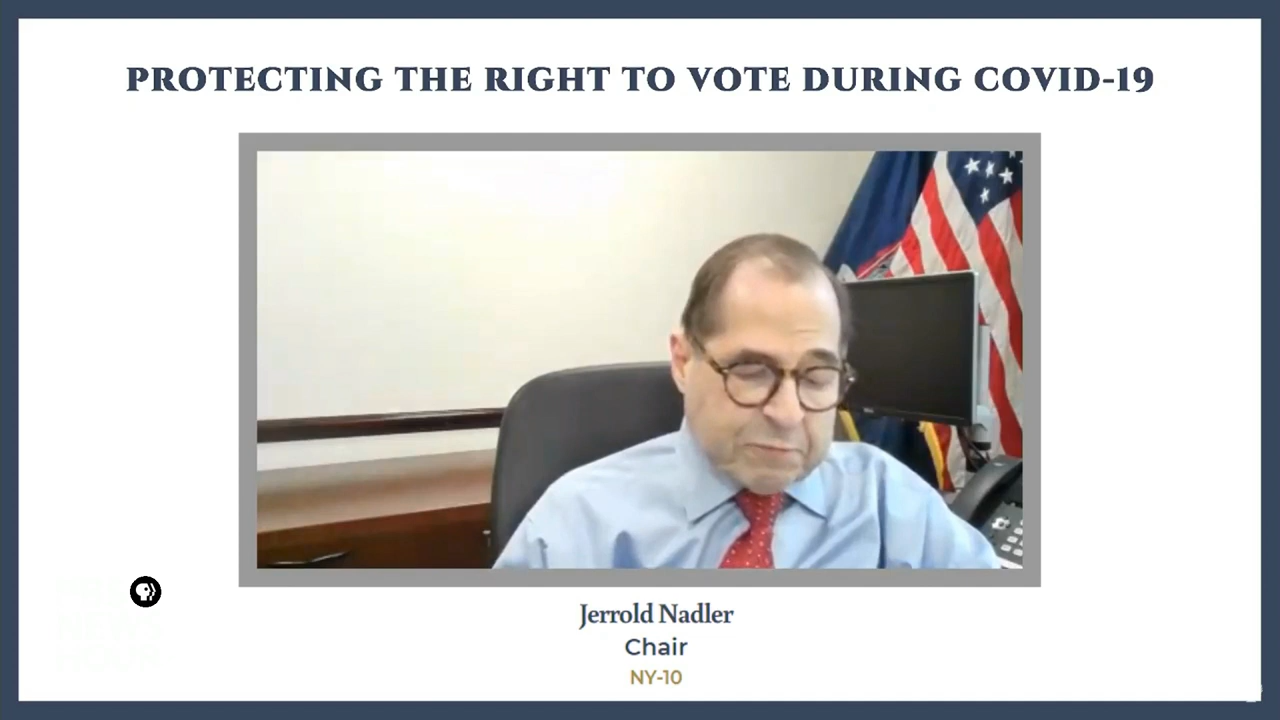 PROTECTING THE RIGHT TO VOTE DURING COVID-19
Jerrold Nadler
Chair
NY-10